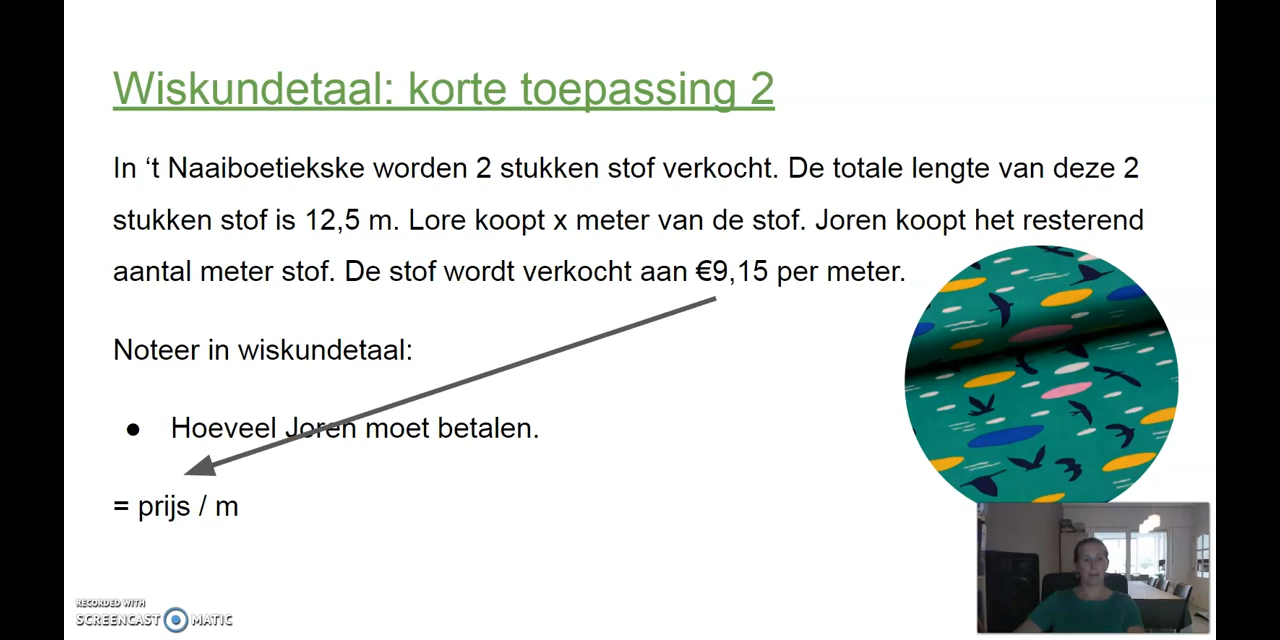 Wiskundetaal: korte toepassing 2
In ‘t Naaiboetiekske worden 2 stukken stof verkocht. De totale lengte van deze 2
stukken stof is 12,5 m. Lore koopt x meter van de stof. Joren koopt het resterend
aantal meter stof. De stof wordt verkocht aan €9,15 per meter.
Noteer in wiskundetaal:
● Hoeveel Joren moet betalen.
= prijs / m
RECORDED WITH
SCREENCAST MATIC